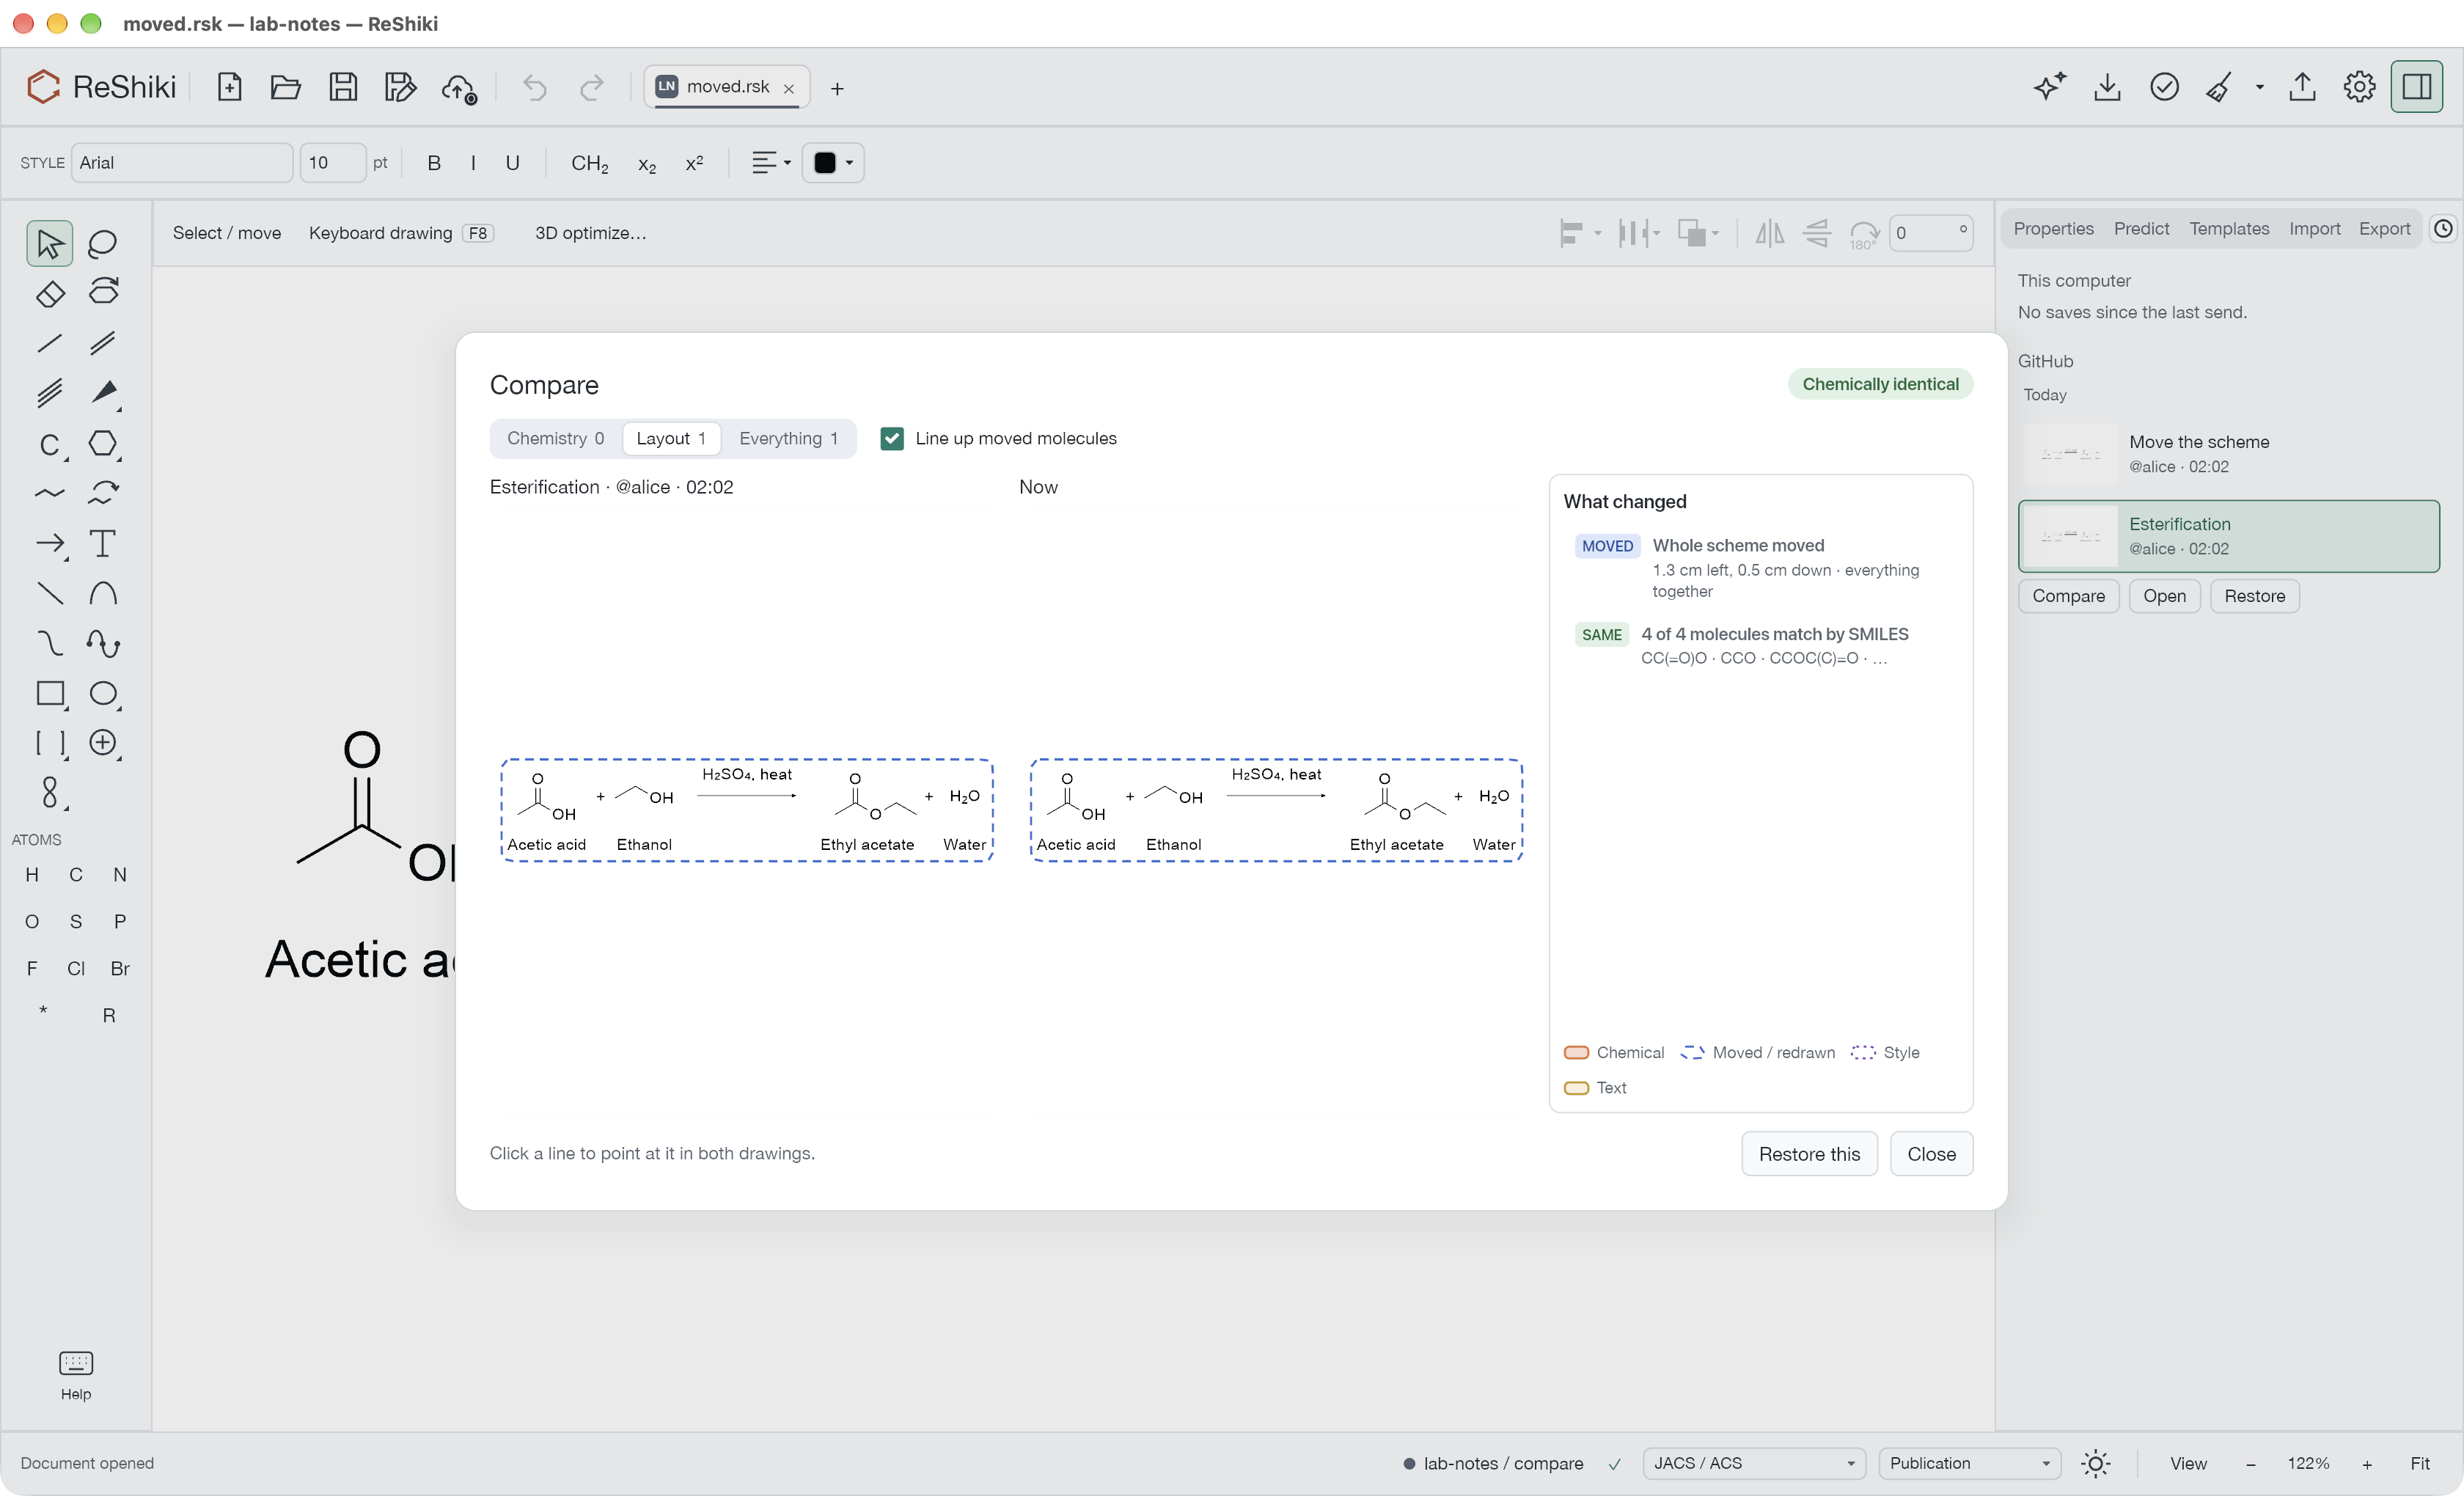 moved.rsk — lab-notes — ReShiki
ReShiki
LN moved.rsk × +
STYLE Arial 10 pt B I U CH₂ x₂ x²
Select / move Keyboard drawing F8 3D optimize…
180° 0 °
Properties Predict Templates Import Export
This computer
No saves since the last send.
GitHub
Today
Move the scheme
@alice · 02:02
Esterification
@alice · 02:02
Compare Open Restore
C
T
[ ]
ATOMS
H C N
O S P
F Cl Br
* R
Help
O
OH
Acetic ac
Compare
Chemically identical
Chemistry 0 Layout 1 Everything 1 Line up moved molecules
Esterification · @alice · 02:02
Now
O OH + OH H₂SO₄, heat O O + H₂O
Acetic acid Ethanol Ethyl acetate Water
O OH + OH H₂SO₄, heat O O + H₂O
Acetic acid Ethanol Ethyl acetate Water
What changed
MOVED Whole scheme moved
1.3 cm left, 0.5 cm down · everything
together
SAME 4 of 4 molecules match by SMILES
CC(=O)O · CCO · CCOC(C)=O · …
Chemical Moved / redrawn Style
Text
Click a line to point at it in both drawings.
Restore this Close
Document opened
lab-notes / compare ✓ JACS / ACS Publication View − 122% + Fit